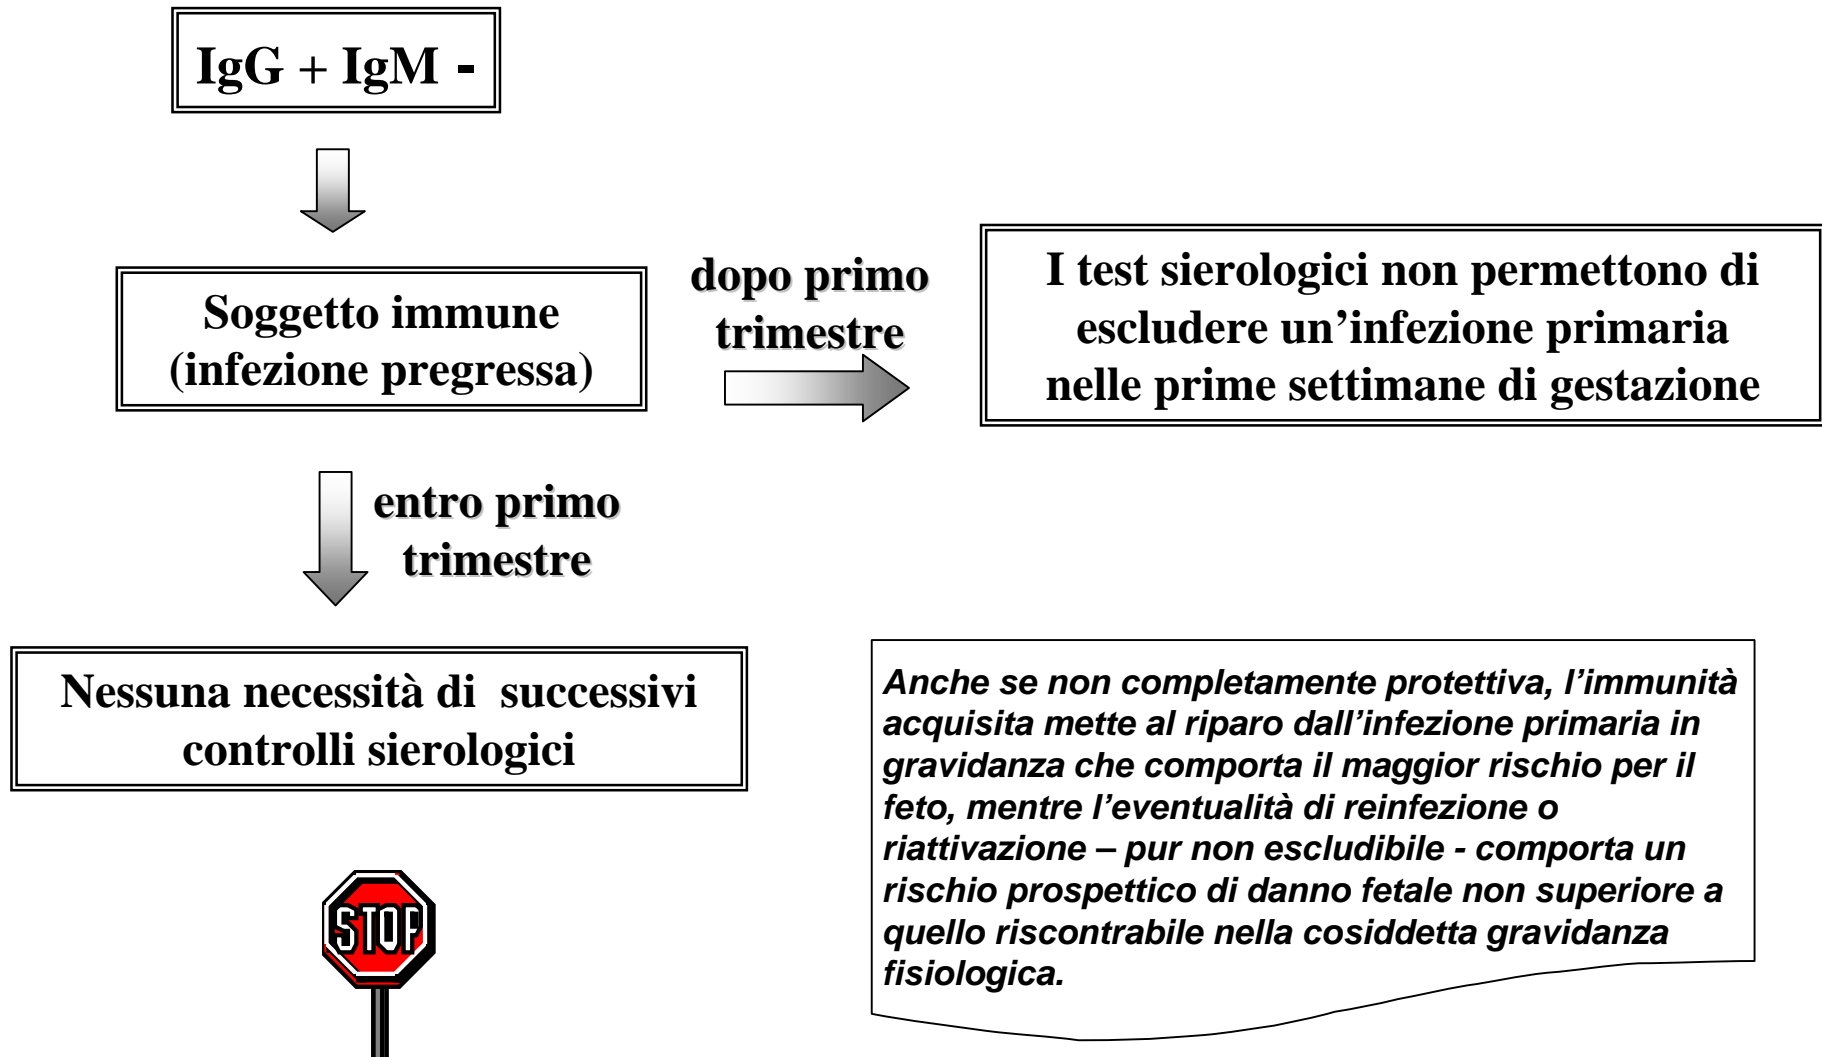 IgG + IgM -
dopo primo
trimestre
Soggetto immune
(infezione pregressa)
I test sierologici non permettono di
escludere un'infezione primaria
nelle prime settimane di gestazione
entro primo
trimestre
Nessuna necessità di  successivi
controlli sierologici
Anche se non completamente protettiva, l'immunità
acquisita mette al riparo dall'infezione primaria in
gravidanza che comporta il maggior rischio per il
feto, mentre l'eventualità di reinfezione o
riattivazione – pur non escludibile - comporta un
rischio prospettico di danno fetale non superiore a
quello riscontrabile nella cosiddetta gravidanza
fisiologica.
STOP